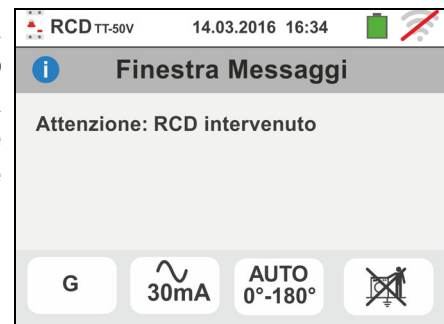 RCD TT-50V 14.03.2016 16:34
i Finestra Messaggi
Attenzione: RCD intervenuto
G 30mA AUTO
0°-180°